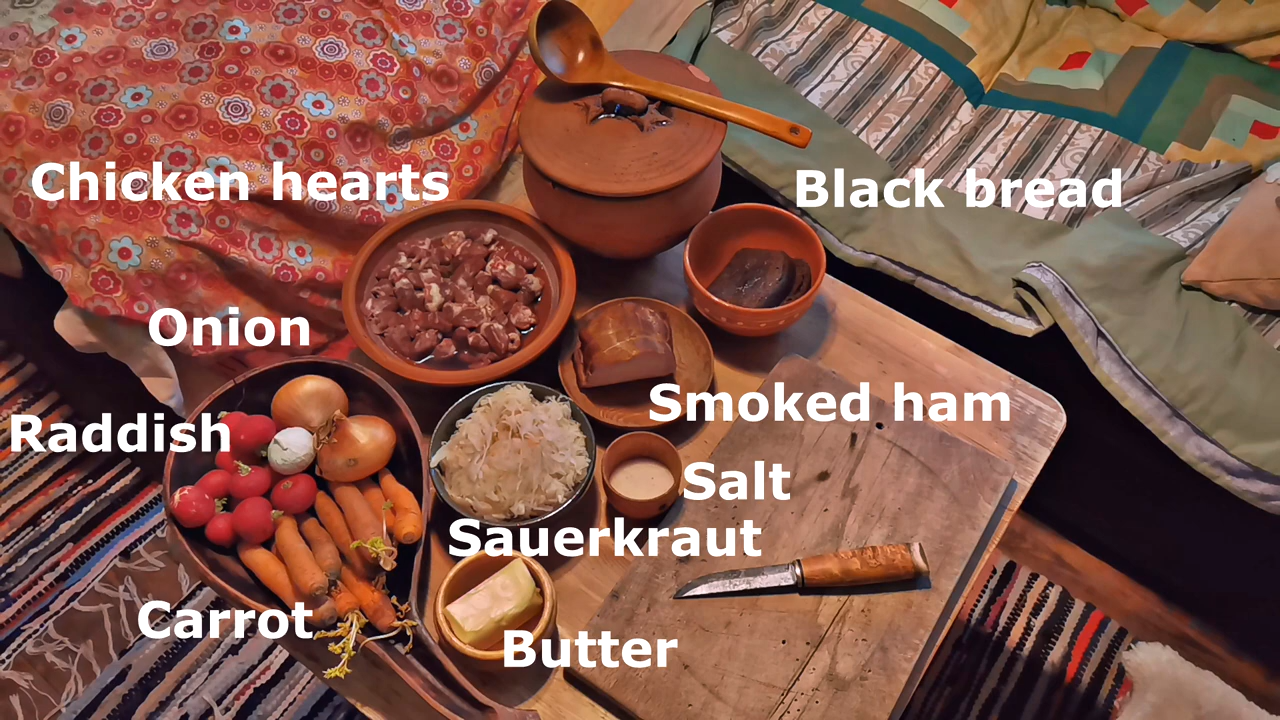 Chicken hearts
Black bread
Onion
Smoked ham
Raddish
Salt
Sauerkraut
Carrot
Butter